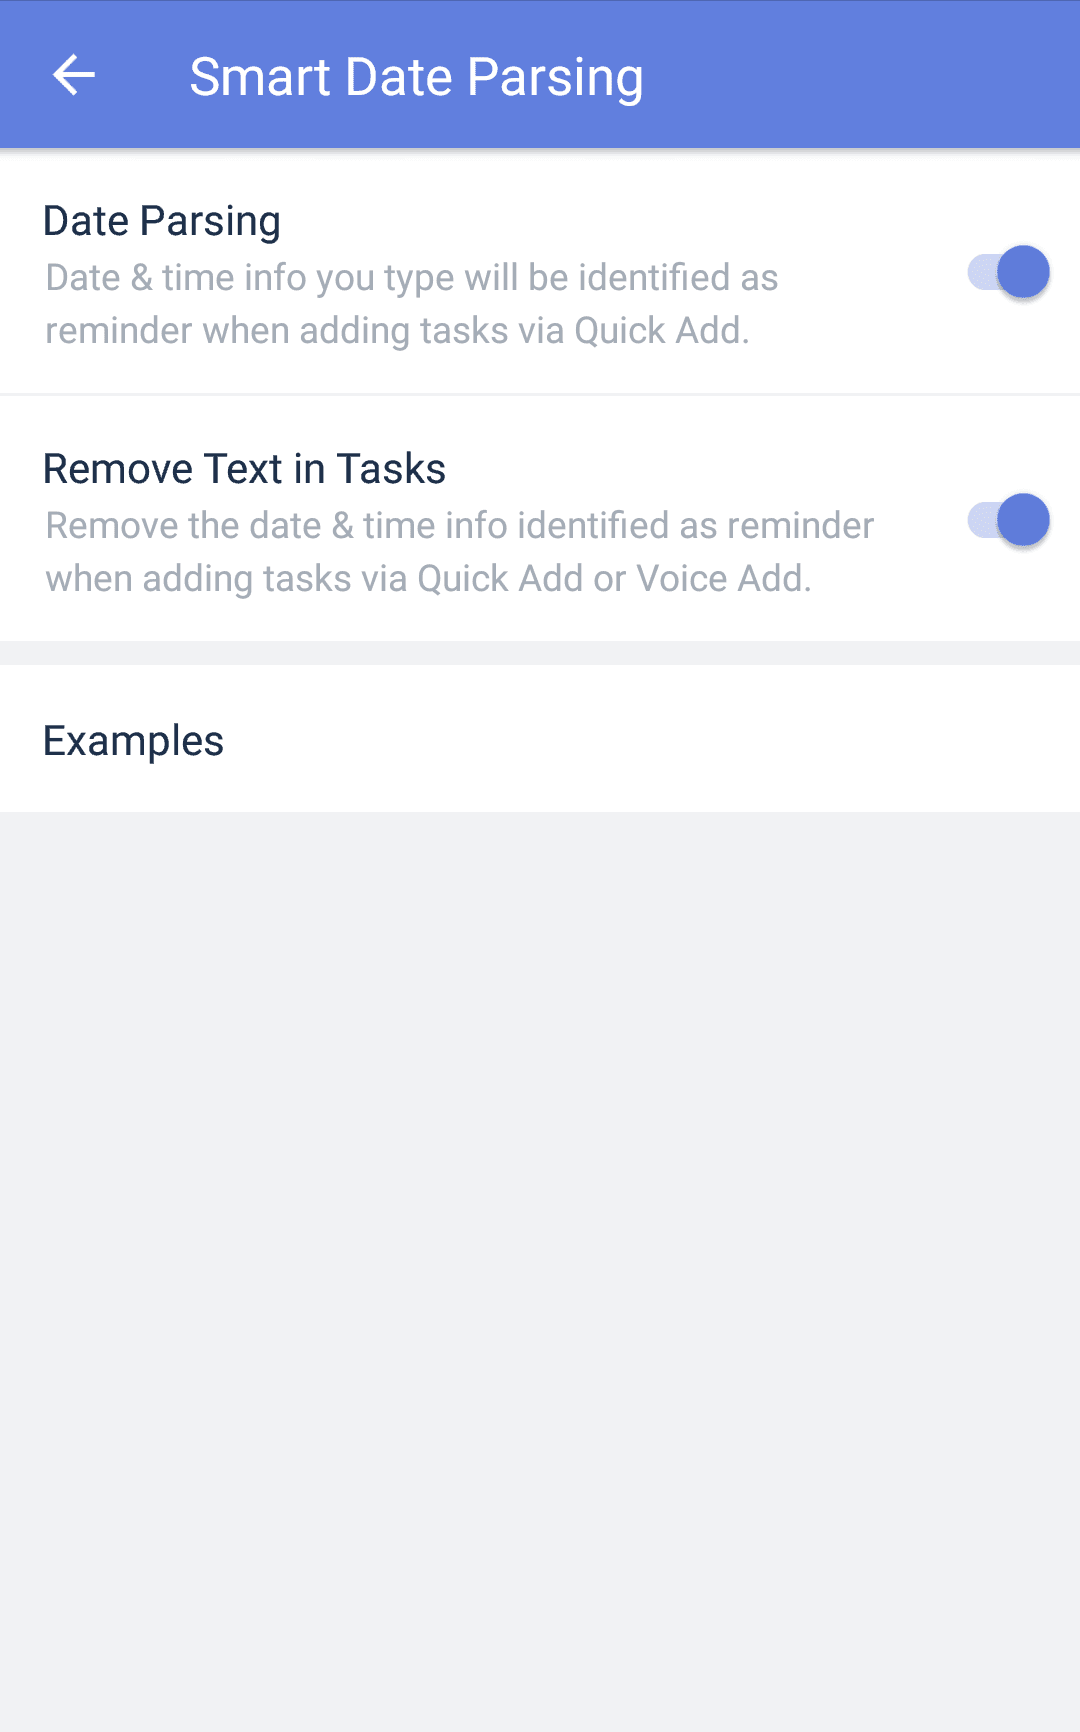 Smart Date Parsing
Date Parsing
Date & time info you type will be identified as
reminder when adding tasks via Quick Add.
Remove Text in Tasks
Remove the date & time info identified as reminder
when adding tasks via Quick Add or Voice Add.
Examples